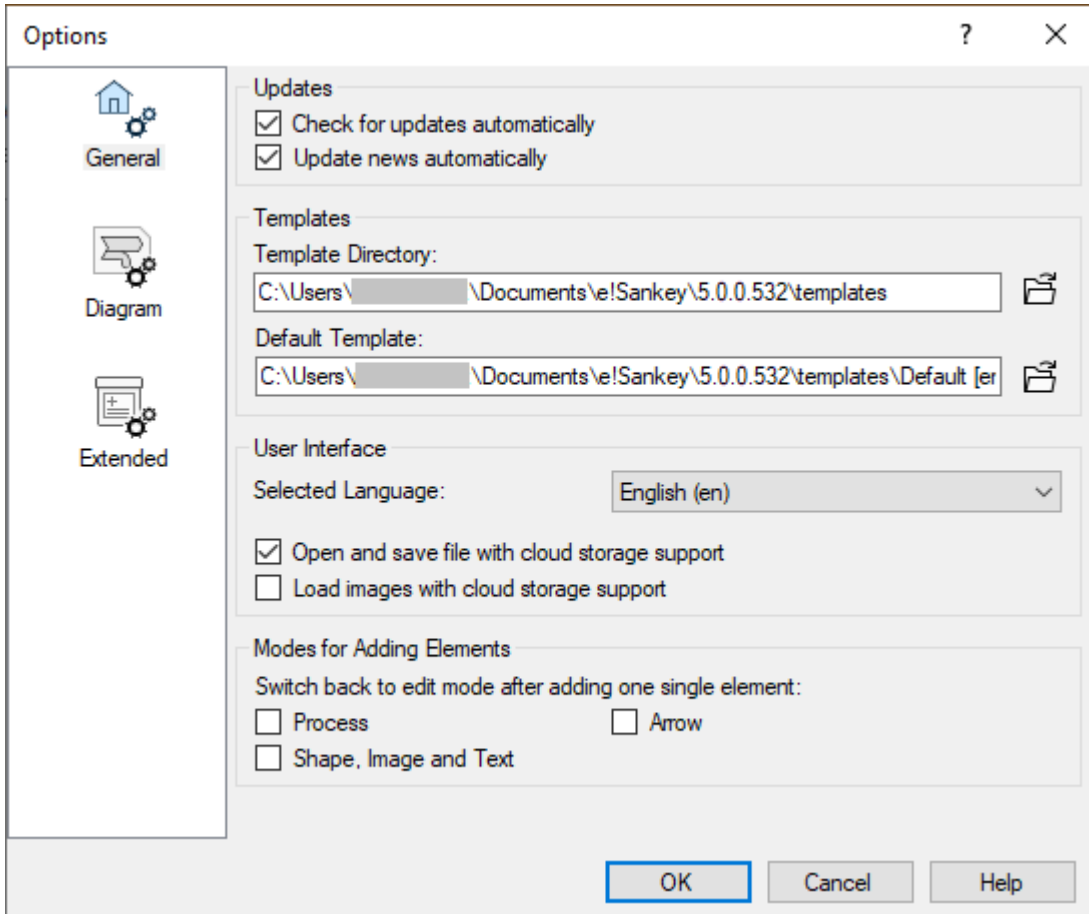 Options
?
General
Diagram
Extended
Updates
Check for updates automatically
Update news automatically
Templates
Template Directory:
C:\Users\ \Documents\e!Sankey\5.0.0.532\templates
Default Template:
C:\Users\ \Documents\e!Sankey\5.0.0.532\templates\Default [en
User Interface
Selected Language:
English (en)
Open and save file with cloud storage support
Load images with cloud storage support
Modes for Adding Elements
Switch back to edit mode after adding one single element:
Process
Arrow
Shape, Image and Text
OK
Cancel
Help